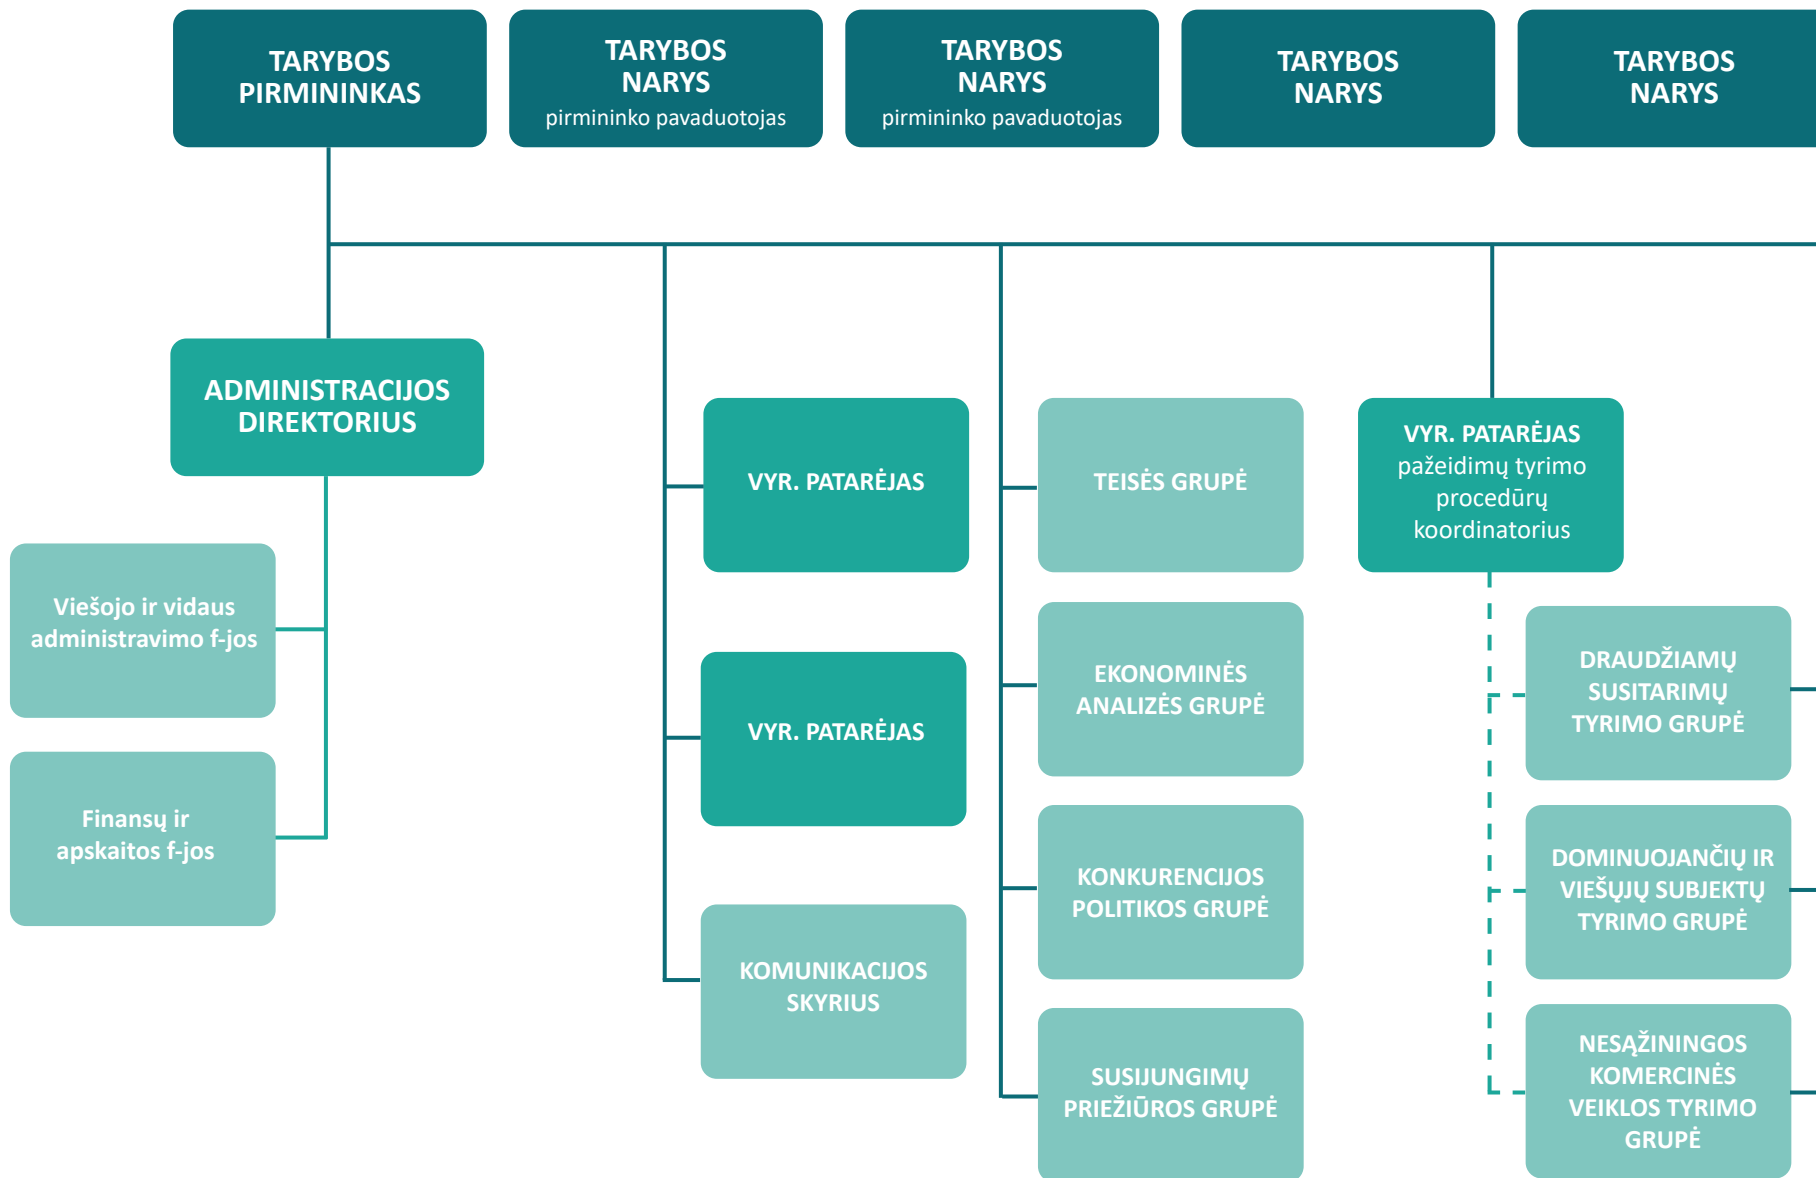 TARYBOS
PIRMININKAS
TARYBOS
NARYS
pirmininko pavaduotojas
TARYBOS
NARYS
pirmininko pavaduotojas
TARYBOS
NARYS
TARYBOS
NARYS
ADMINISTRACIJOS
DIREKTORIUS
Viešojo ir vidaus
administravimo f-jos
Finansų ir
apskaitos f-jos
VYR. PATARĖJAS
VYR. PATARĖJAS
KOMUNIKACIJOS
SKYRIUS
TEISĖS GRUPĖ
EKONOMINĖS
ANALIZĖS GRUPĖ
KONKURENCIJOS
POLITIKOS GRUPĖ
SUSIJUNGIMŲ
PRIEŽIŪROS GRUPĖ
VYR. PATARĖJAS
pažeidimų tyrimo
procedūrų
koordinatorius
DRAUDŽIAMŲ
SUSITARIMŲ
TYRIMO GRUPĖ
DOMINUOJANČIŲ IR
VIEŠŲJŲ SUBJEKTŲ
TYRIMO GRUPĖ
NESĄŽININGOS
KOMERCINĖS
VEIKLOS TYRIMO
GRUPĖ